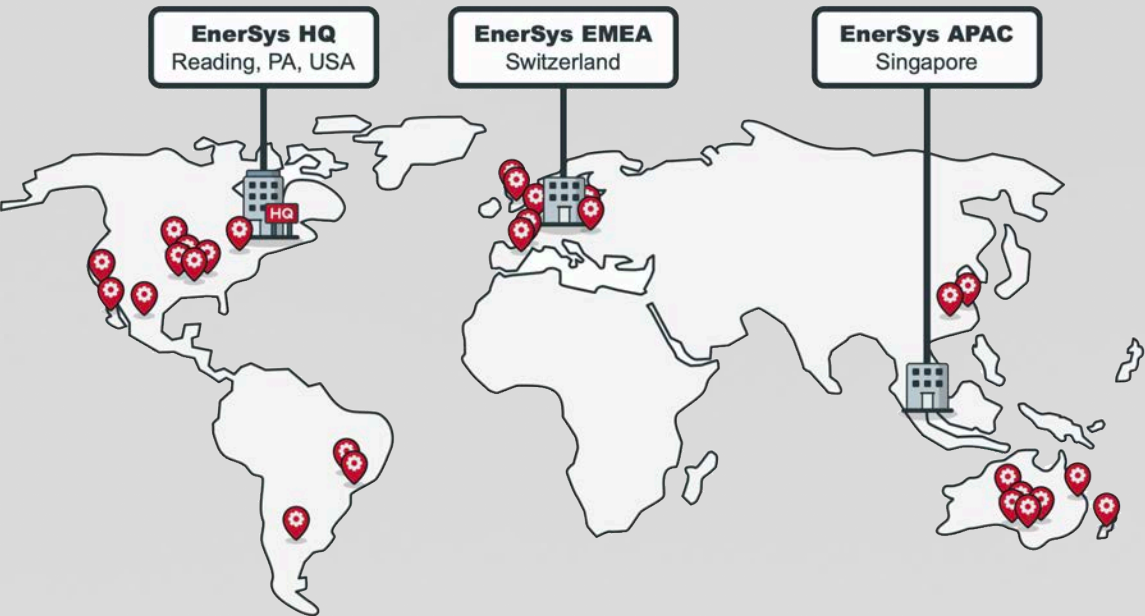 EnerSys HQ
Reading, PA, USA
EnerSys EMEA
Switzerland
EnerSys APAC
Singapore
HQ